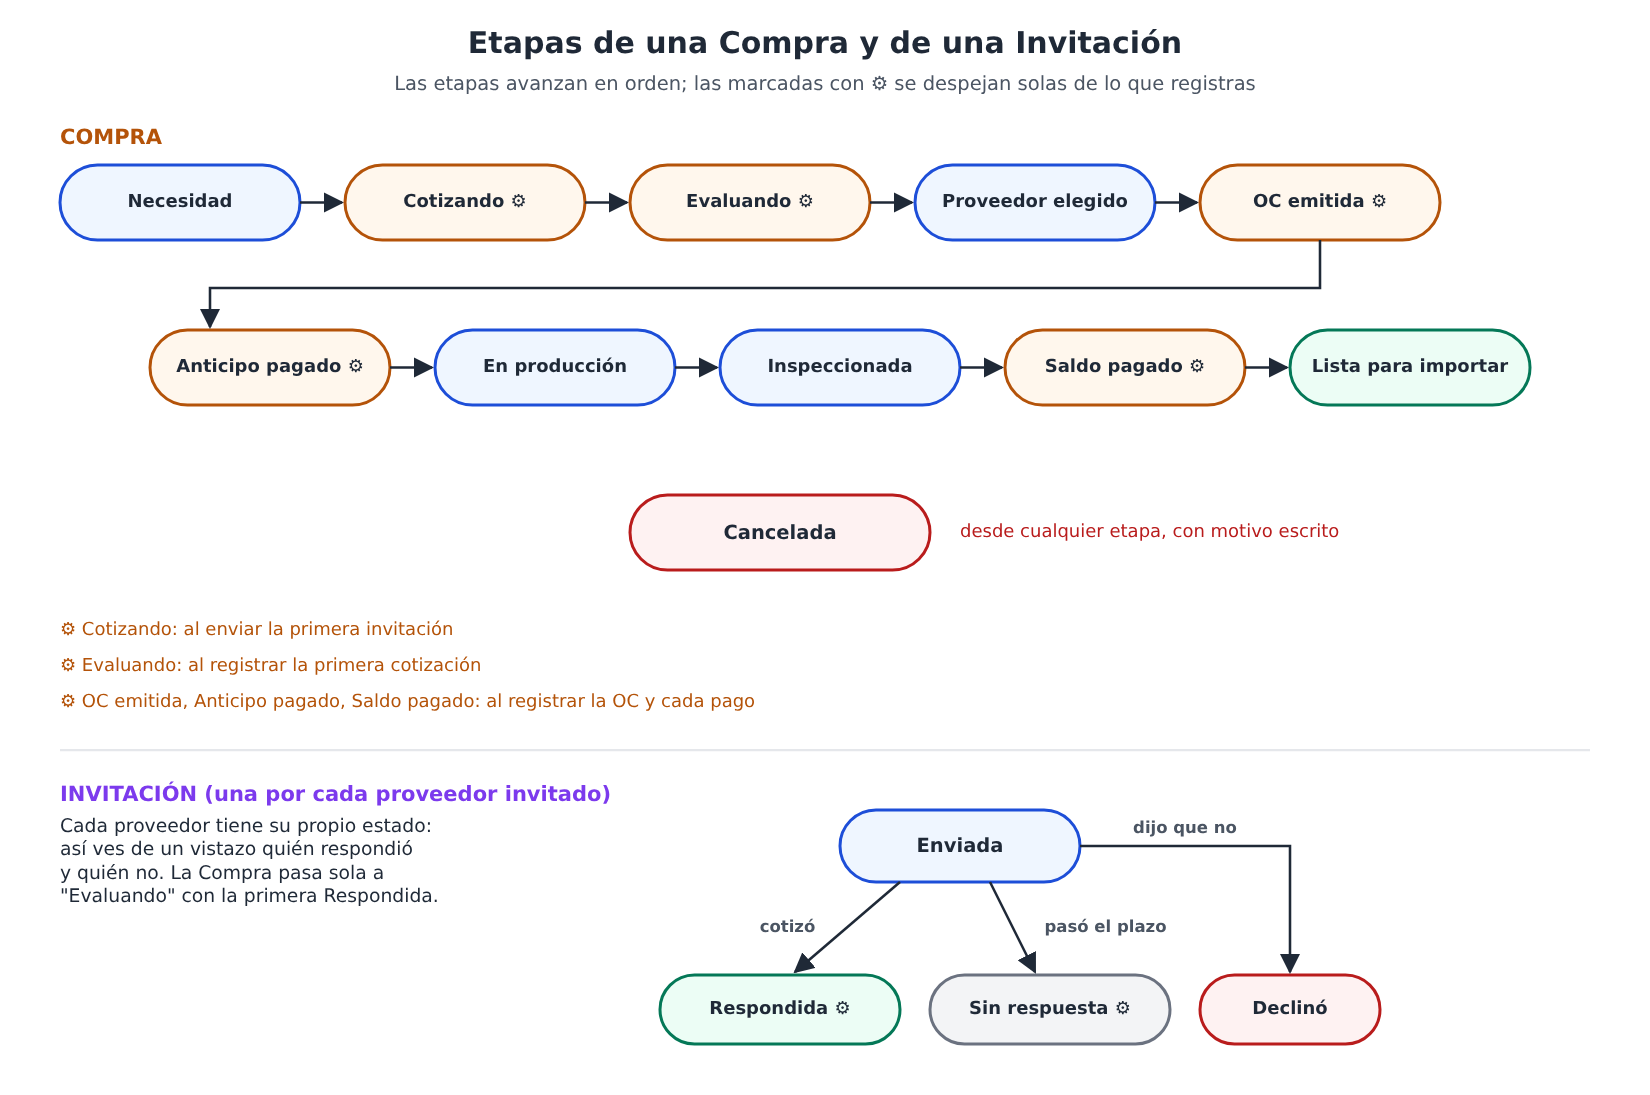 Etapas de una Compra y de una Invitación
Las etapas avanzan en orden; las marcadas con ⚙ se despejan solas de lo que registras
COMPRA
Necesidad
Cotizando ⚙
Evaluando ⚙
Proveedor elegido
OC emitida ⚙
Anticipo pagado ⚙
En producción
Inspeccionada
Saldo pagado ⚙
Lista para importar
Cancelada
desde cualquier etapa, con motivo escrito
⚙ Cotizando: al enviar la primera invitación
⚙ Evaluando: al registrar la primera cotización
⚙ OC emitida, Anticipo pagado, Saldo pagado: al registrar la OC y cada pago
INVITACIÓN (una por cada proveedor invitado)
Cada proveedor tiene su propio estado:
así ves de un vistazo quién respondió
y quién no. La Compra pasa sola a
"Evaluando" con la primera Respondida.
Enviada
dijo que no
cotizó
pasó el plazo
Respondida ⚙
Sin respuesta ⚙
Declinó